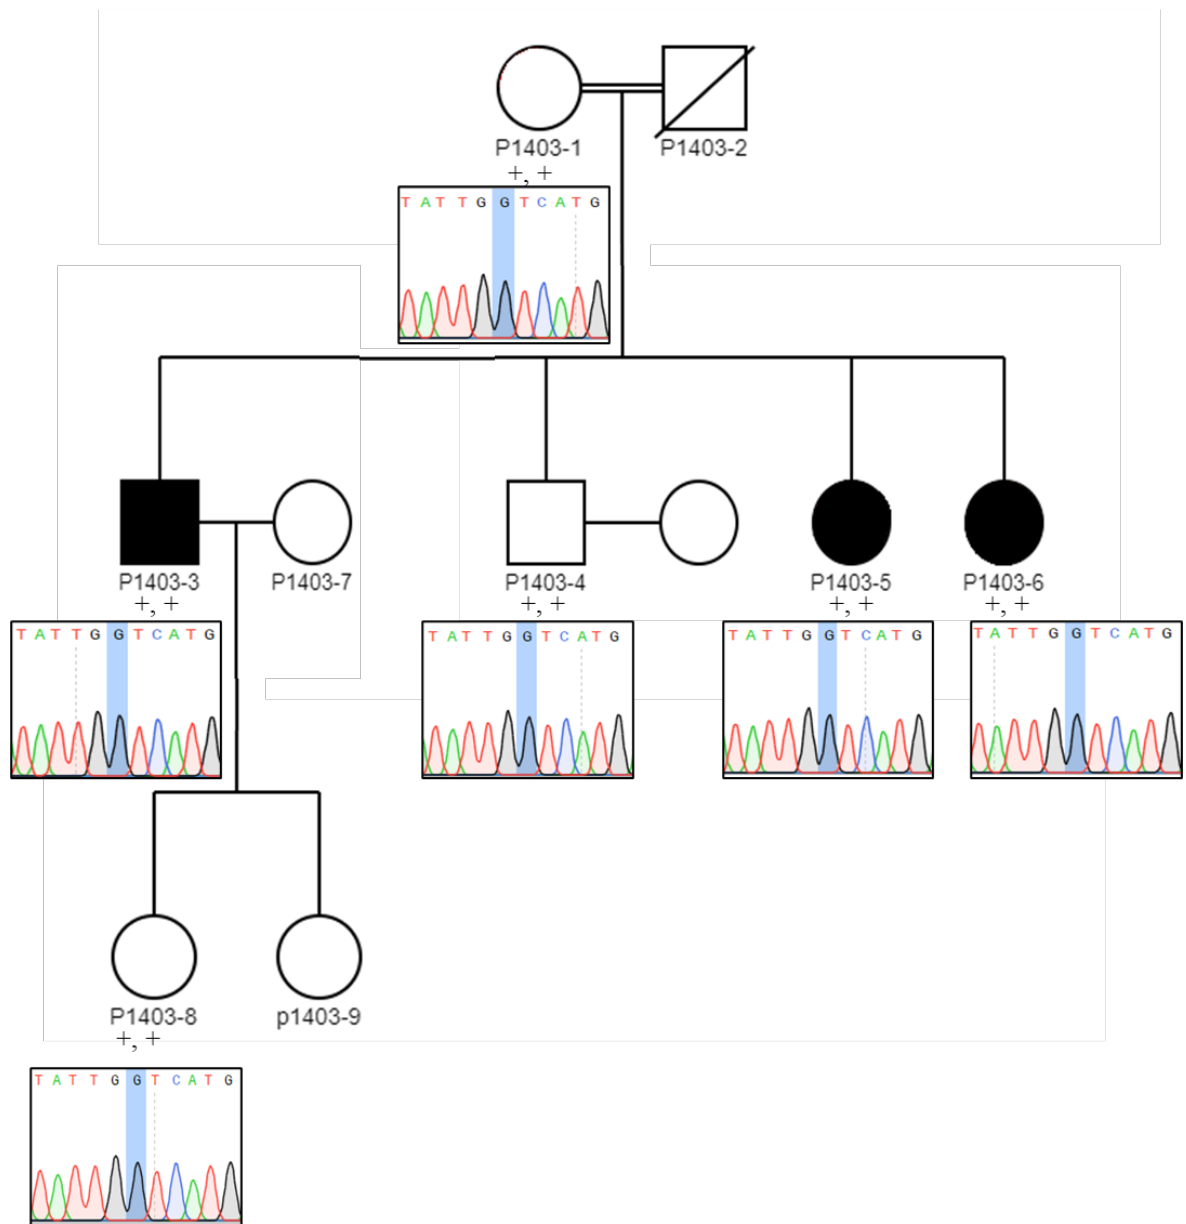 P1403-1 P1403-2
+, +
T A T T G G T C A T G
P1403-3 P1403-7 P1403-4 P1403-5 P1403-6
+, + +, + +, + +, +
T A T T G G T C A T G T A T T G G T C A T G T A T T G G T C A T G T A T T G G T C A T G
P1403-8 p1403-9
+, +
T A T T G G T C A T G